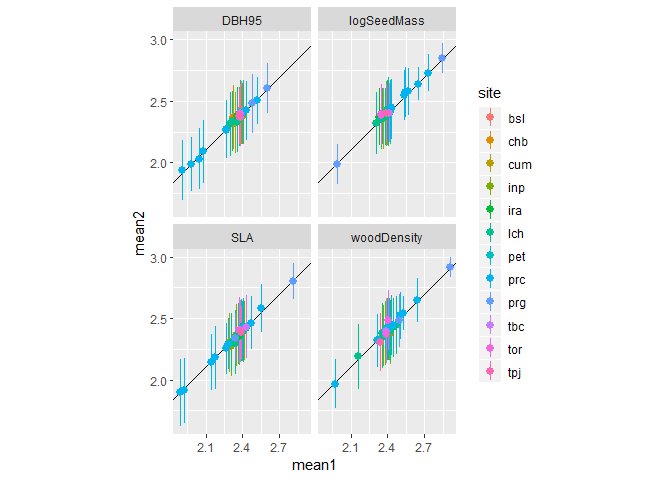 DBH95 logSeedMass
3.0
2.5
2.0
SLA woodDensity
3.0
2.5
2.0
2.1 2.4 2.7 2.1 2.4 2.7
mean1
mean2
site
bsl
chb
cum
inp
ira
lch
pet
prc
prg
tbc
tor
tpj